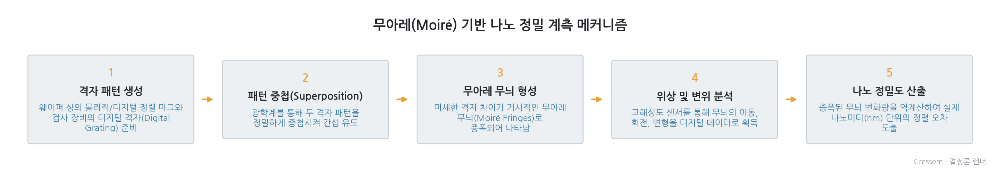 무아레(Moiré) 기반 나노 정밀 계측 메커니즘
1
격자 패턴 생성
웨이퍼 상의 물리적/디지털 정렬 마크와
검사 장비의 디지털 격자(Digital
Grating) 준비
2
패턴 중첩(Superposition)
광학계를 통해 두 격자 패턴을
정밀하게 중첩시켜 간섭 유도
3
무아레 무늬 형성
미세한 격자 차이가 거시적인 무아레
무늬(Moiré Fringes)로
증폭되어 나타남
4
위상 및 변위 분석
고해상도 센서를 통해 무늬의 이동,
회전, 변형을 디지털 데이터로 획득
5
나노 정밀도 산출
증폭된 무늬 변화량을 역계산하여 실제
나노미터(nm) 단위의 정렬 오차
도출
Cressem · 결정론 렌더